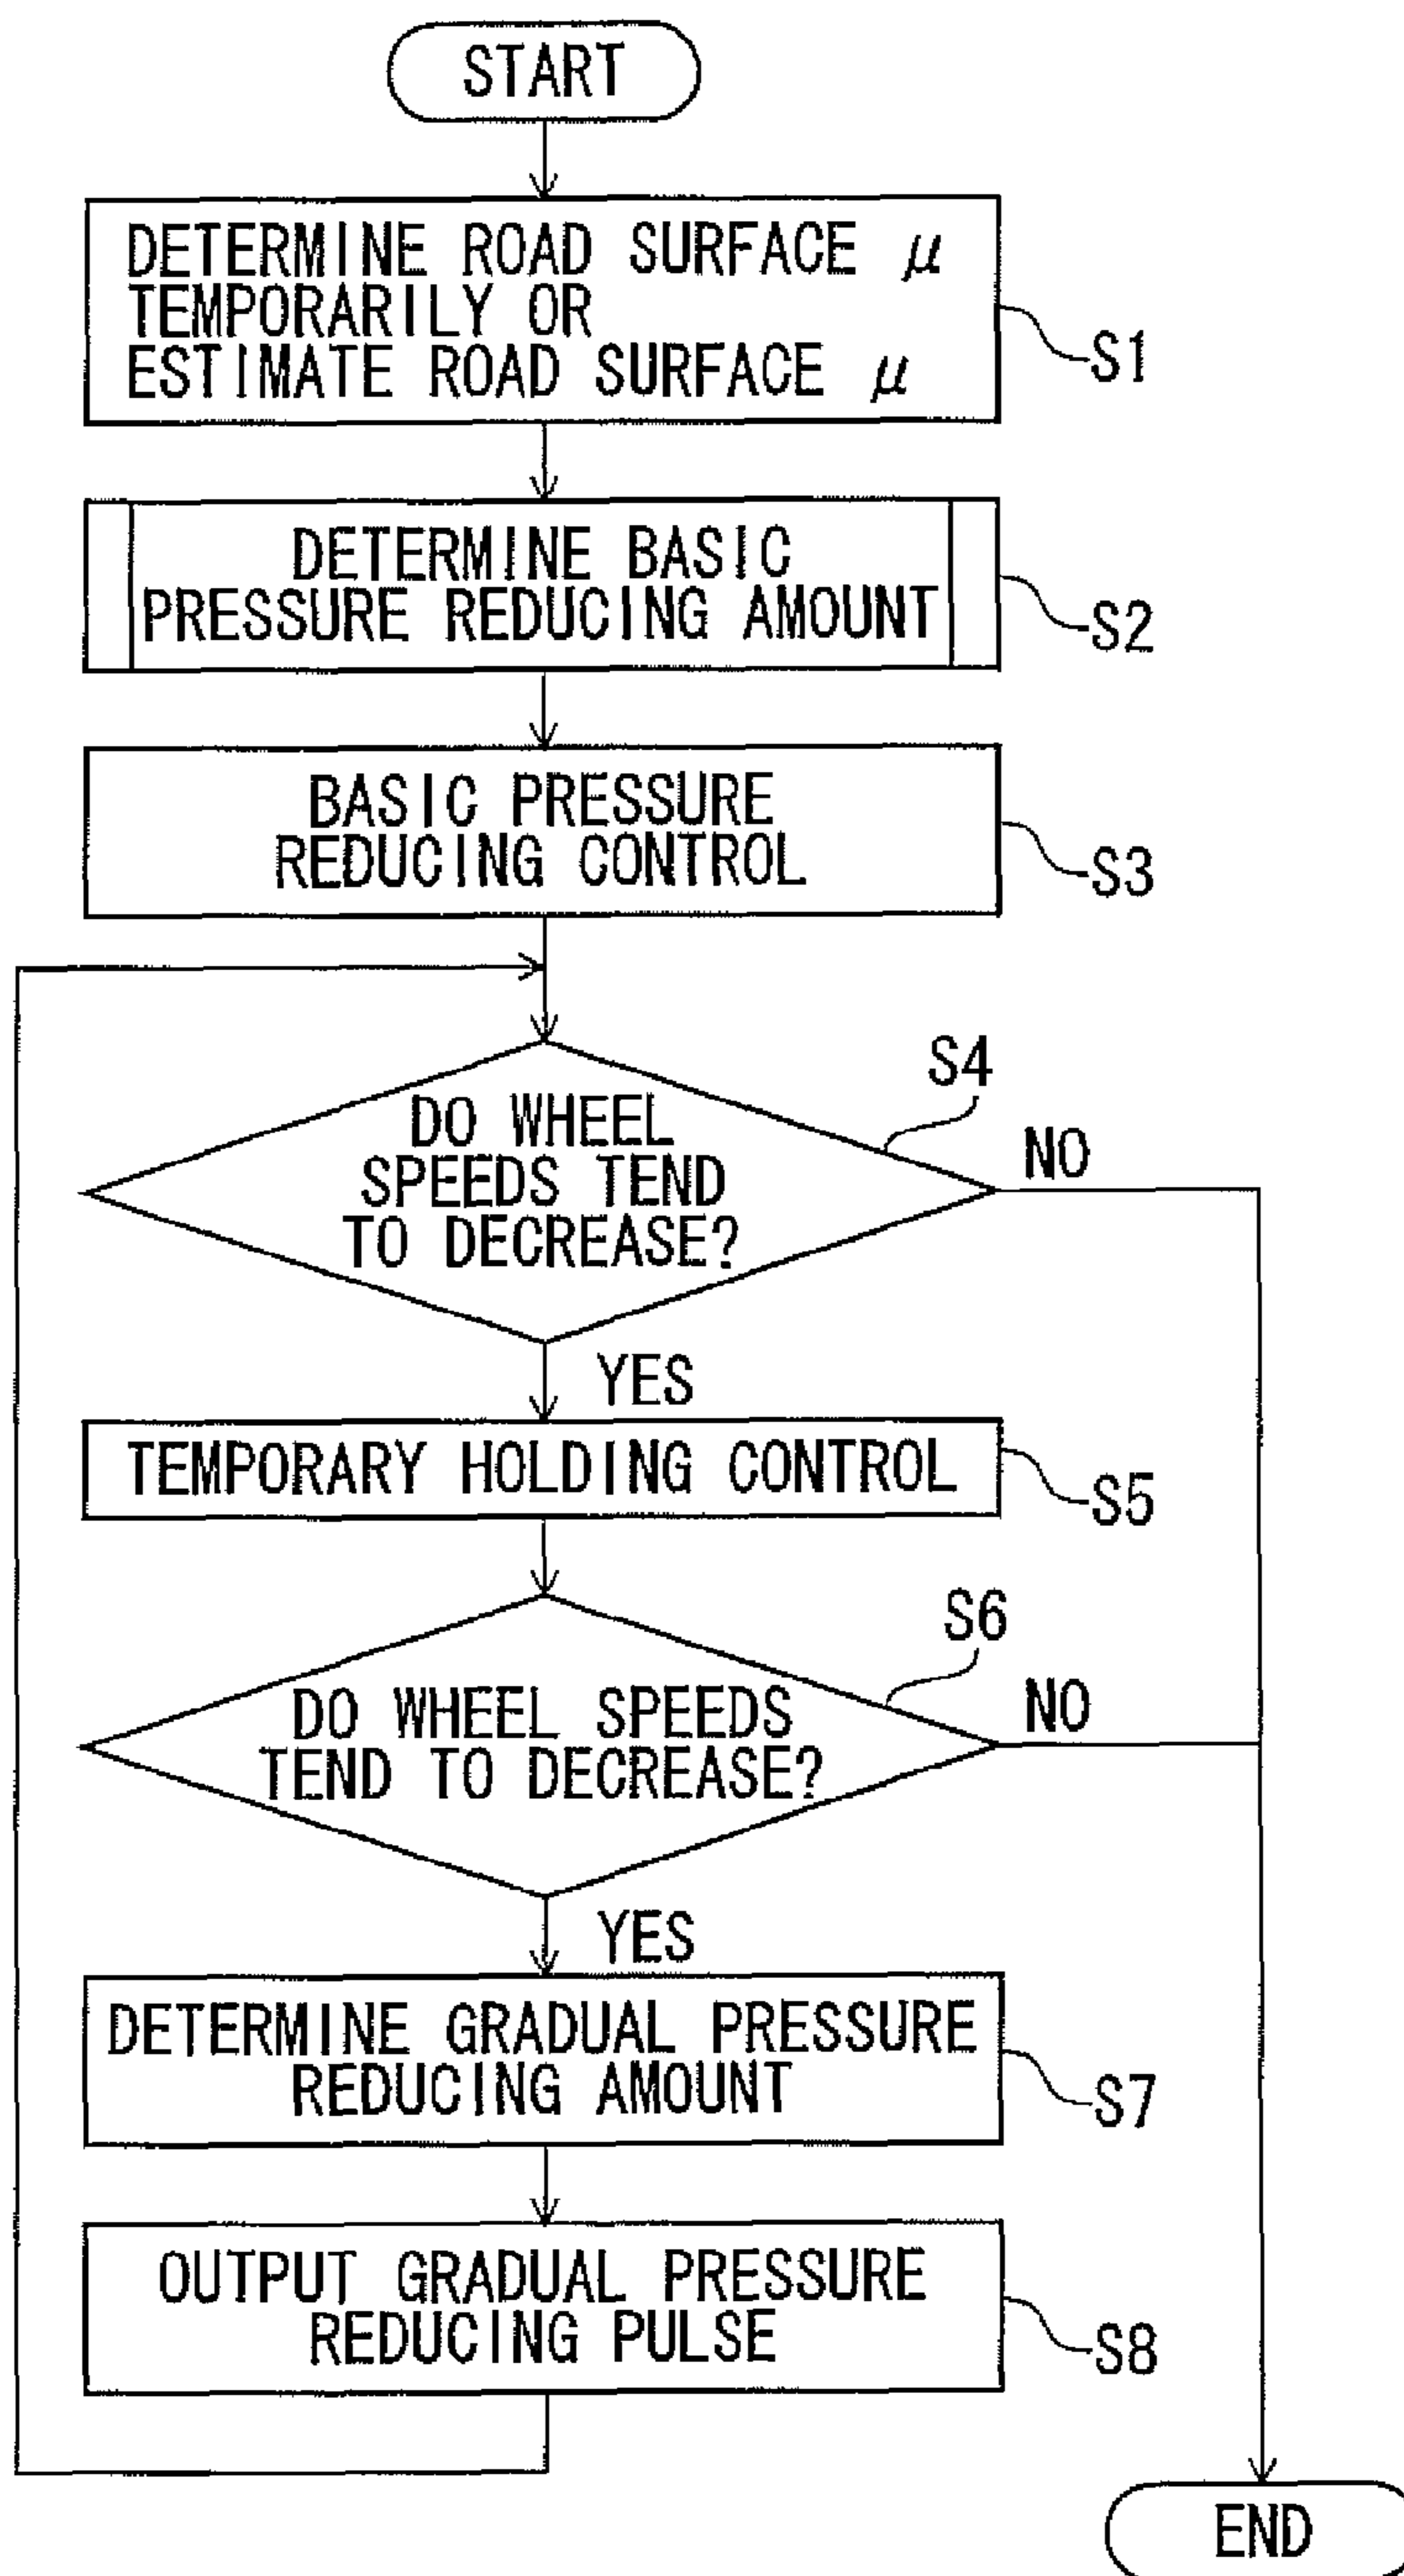 START
DETERMINE ROAD SURFACE μ
TEMPORARILY OR
ESTIMATE ROAD SURFACE μ
S1
DETERMINE BASIC
PRESSURE REDUCING AMOUNT
S2
BASIC PRESSURE
REDUCING CONTROL
S3
S4
DO WHEEL
SPEEDS TEND
TO DECREASE?
NO
YES
TEMPORARY HOLDING CONTROL
S5
S6
DO WHEEL SPEEDS
TEND TO DECREASE?
NO
YES
DETERMINE GRADUAL PRESSURE
REDUCING AMOUNT
S7
OUTPUT GRADUAL PRESSURE
REDUCING PULSE
S8
END